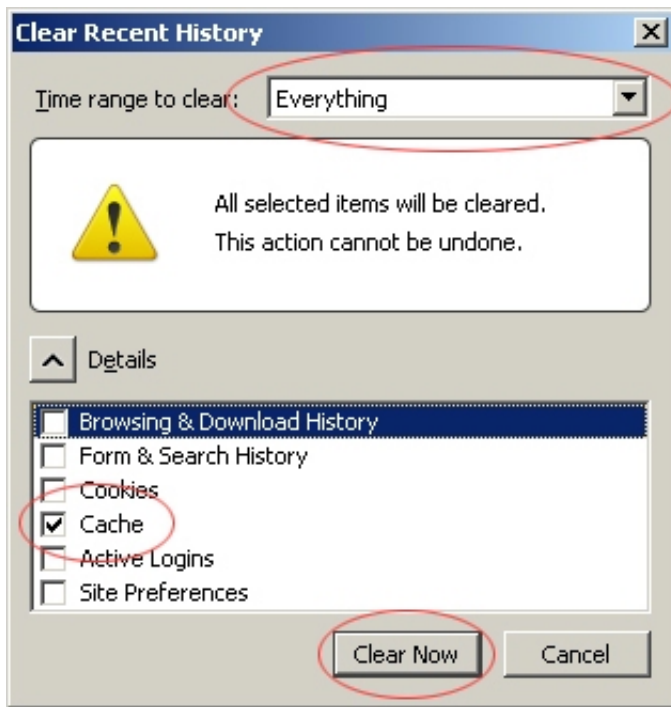 Clear Recent History
Time range to clear: Everything
All selected items will be cleared.
This action cannot be undone.
Details
Browsing & Download History
Form & Search History
Cookies
Cache
Active Logins
Site Preferences
Clear Now Cancel